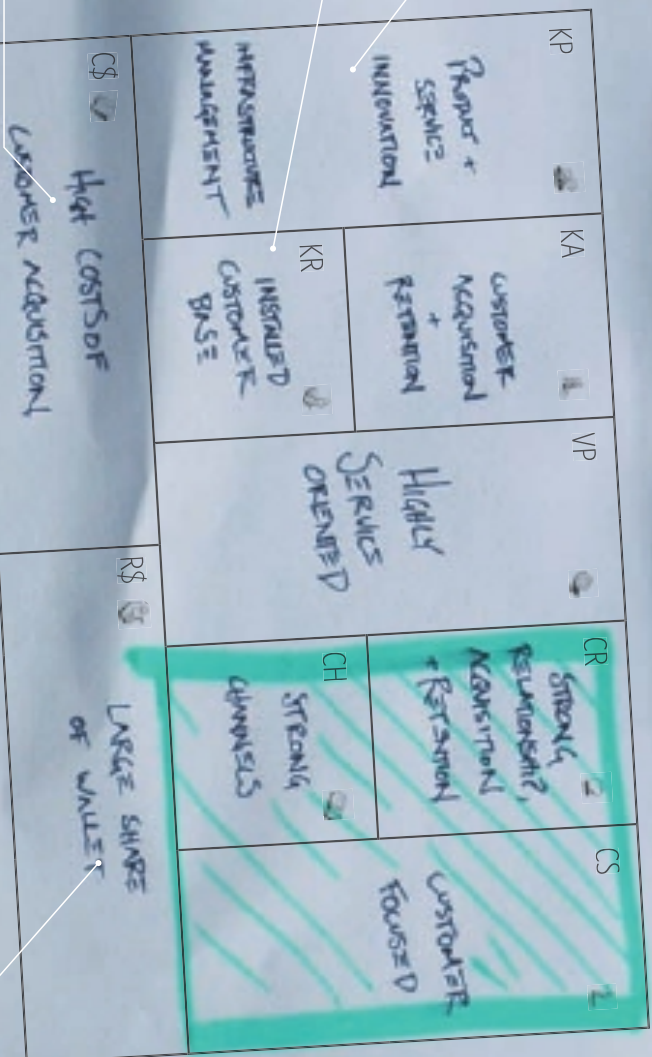 KP
PRODUCT +
SERVICE
INNOVATION
INFRASTRUCTURE
MANAGEMENT
KA
CUSTOMER
ACQUISITION
+
RETENTION
KR
INSTALLED
CUSTOMER
BASE
VP
HIGHLY
SERVICE
ORIENTED
CR
STRONG
RELATIONSHIP,
ACQUISITION
+ RETENTION
CH
STRONG
CHANNELS
CS
CUSTOMER
FOCUSED
C$
HIGH COSTS OF
CUSTOMER ACQUISITION
R$
LARGE SHARE
OF WALLET